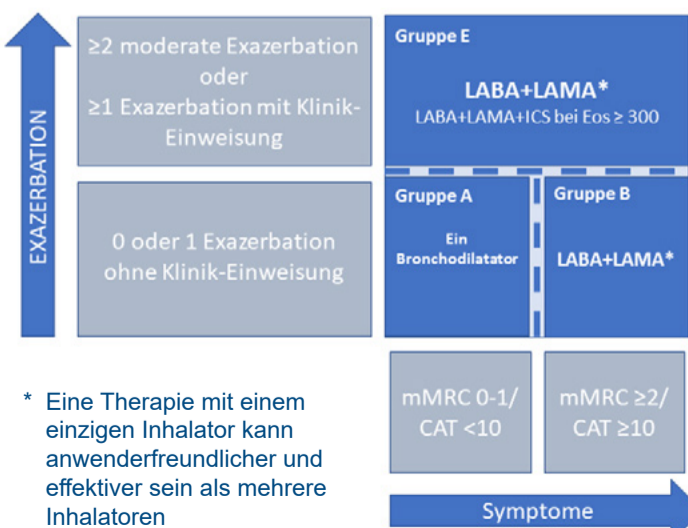 EXAZERBATION
≥2 moderate Exazerbation
oder
≥1 Exazerbation mit Klinik-
Einweisung
Gruppe E
LABA+LAMA*
LABA+LAMA+ICS bei Eos ≥ 300
0 oder 1 Exazerbation
ohne Klinik-Einweisung
Gruppe A
Ein
Bronchodilatator
Gruppe B
LABA+LAMA*
mMRC 0-1/
CAT <10
mMRC ≥2/
CAT ≥10
Symptome
* Eine Therapie mit einem
einzigen Inhalator kann
anwenderfreundlicher und
effektiver sein als mehrere
Inhalatoren